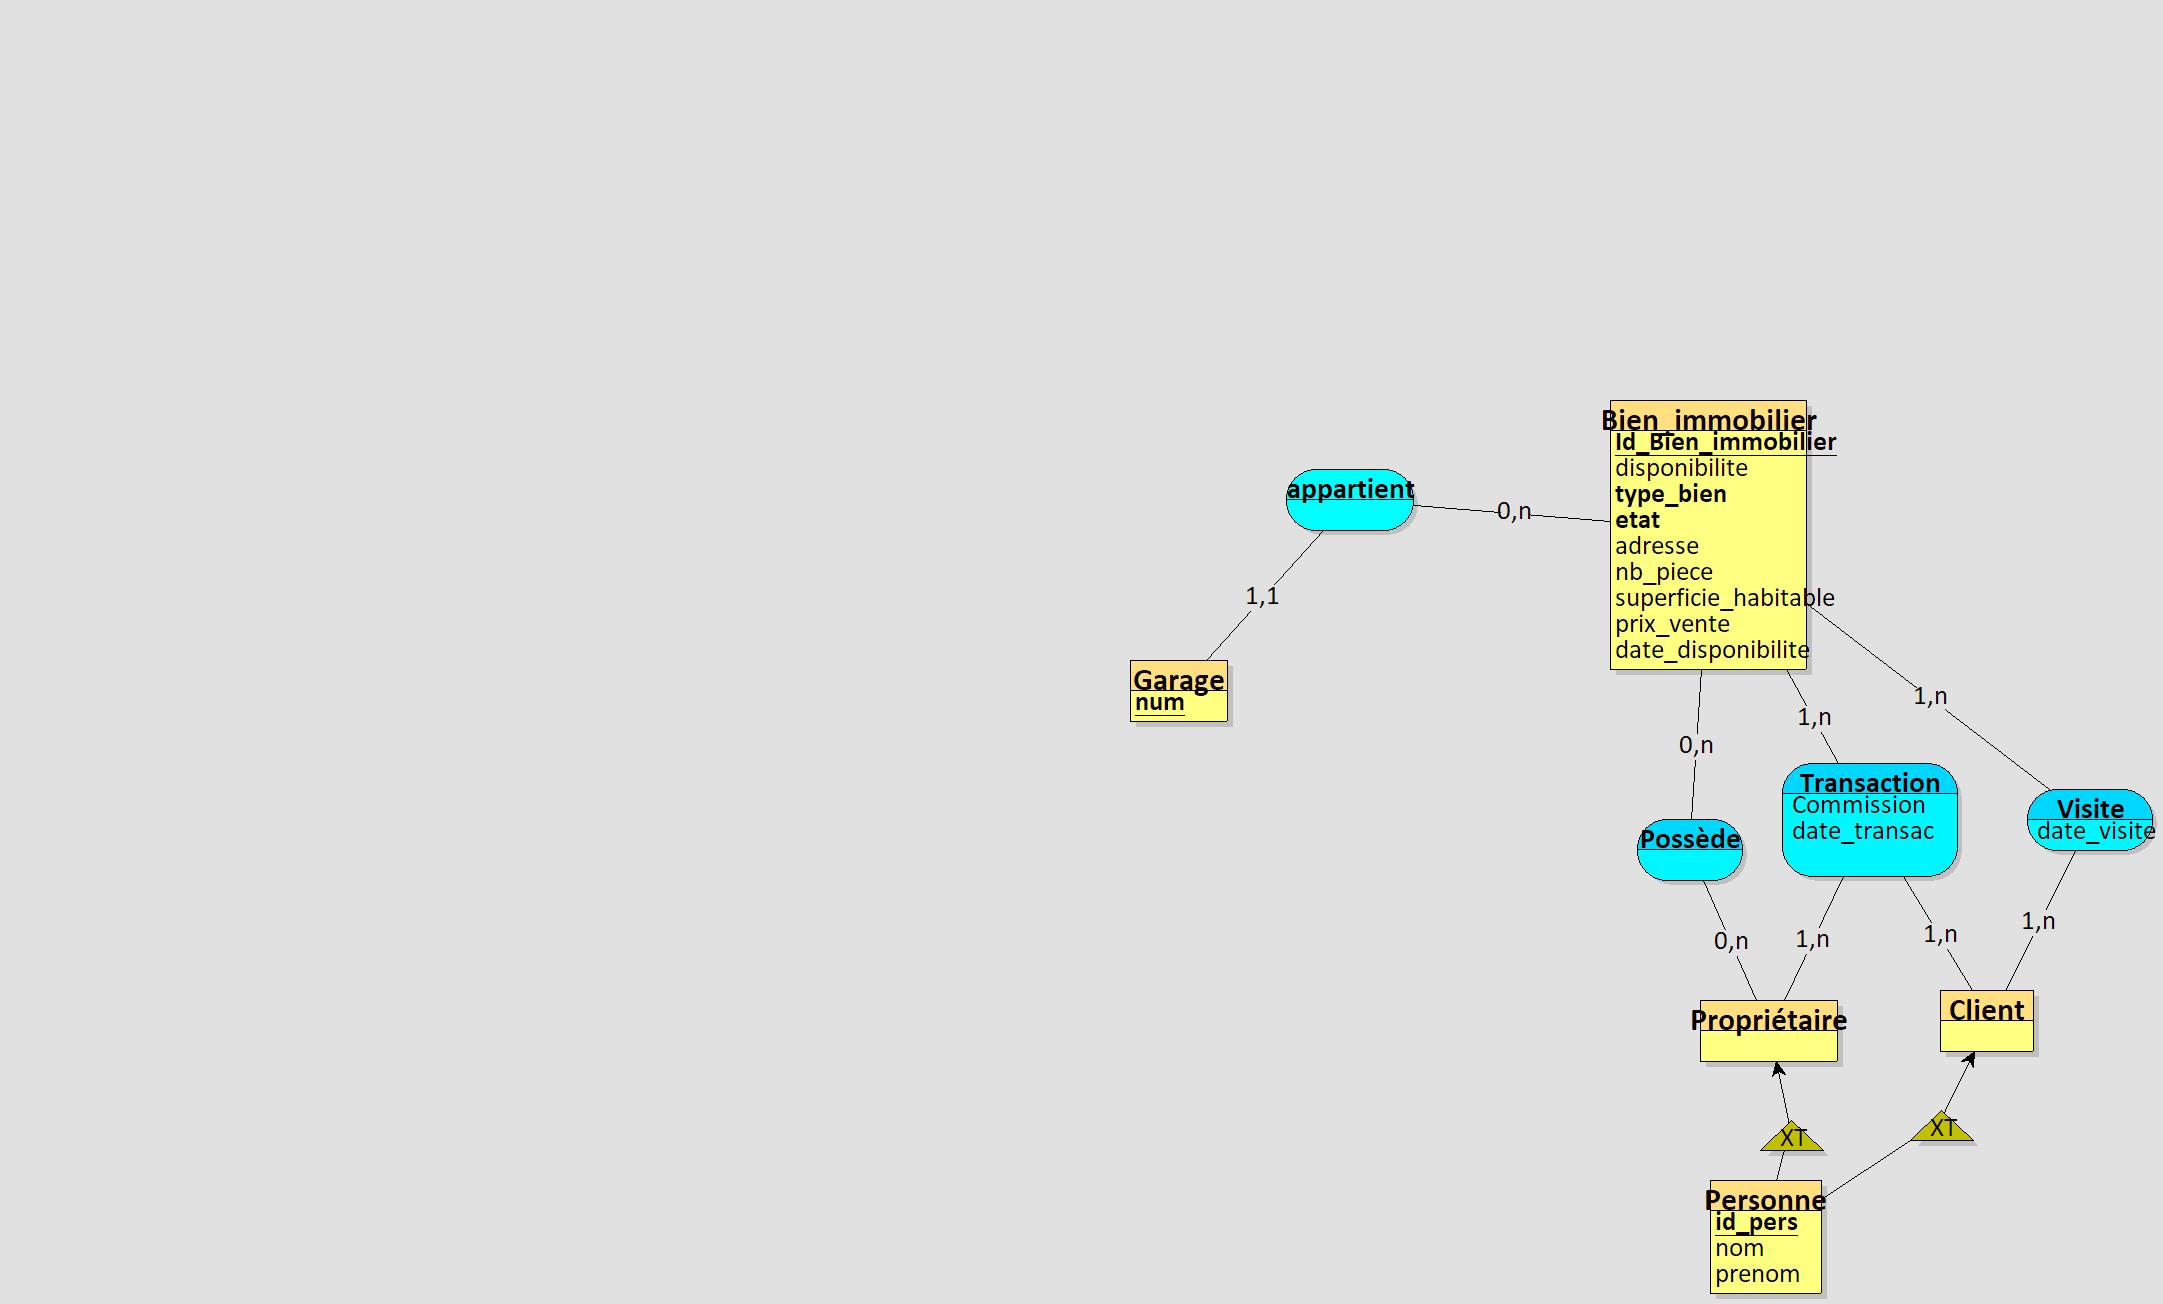 Bien_immobilier
Id_Bien_immobilier
disponibilite
type_bien
etat
adresse
nb_piece
superficie_habitable
prix_vente
date_disponibilite
appartient
0,n
1,1
Garage
num
0,n
1,n
1,n
Possède
Transaction
Commission
date_transac
Visite
date_visite
0,n
1,n
1,n
1,n
Propriétaire
Client
XT
XT
Personne
id_pers
nom
prenom